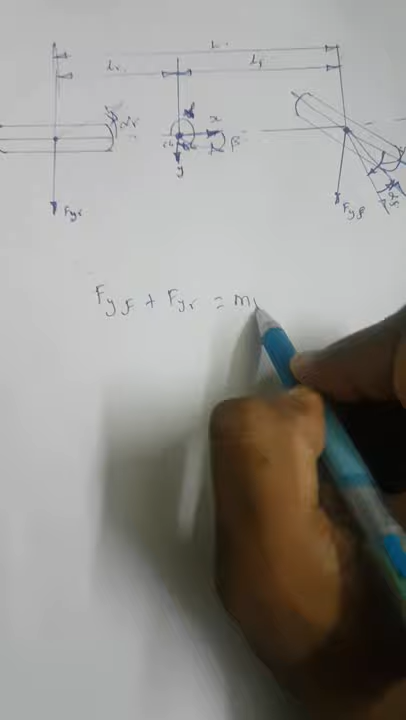 L
Lr Lf
αr x β
y
Fyr Fyf
Fyf + Fyr = m